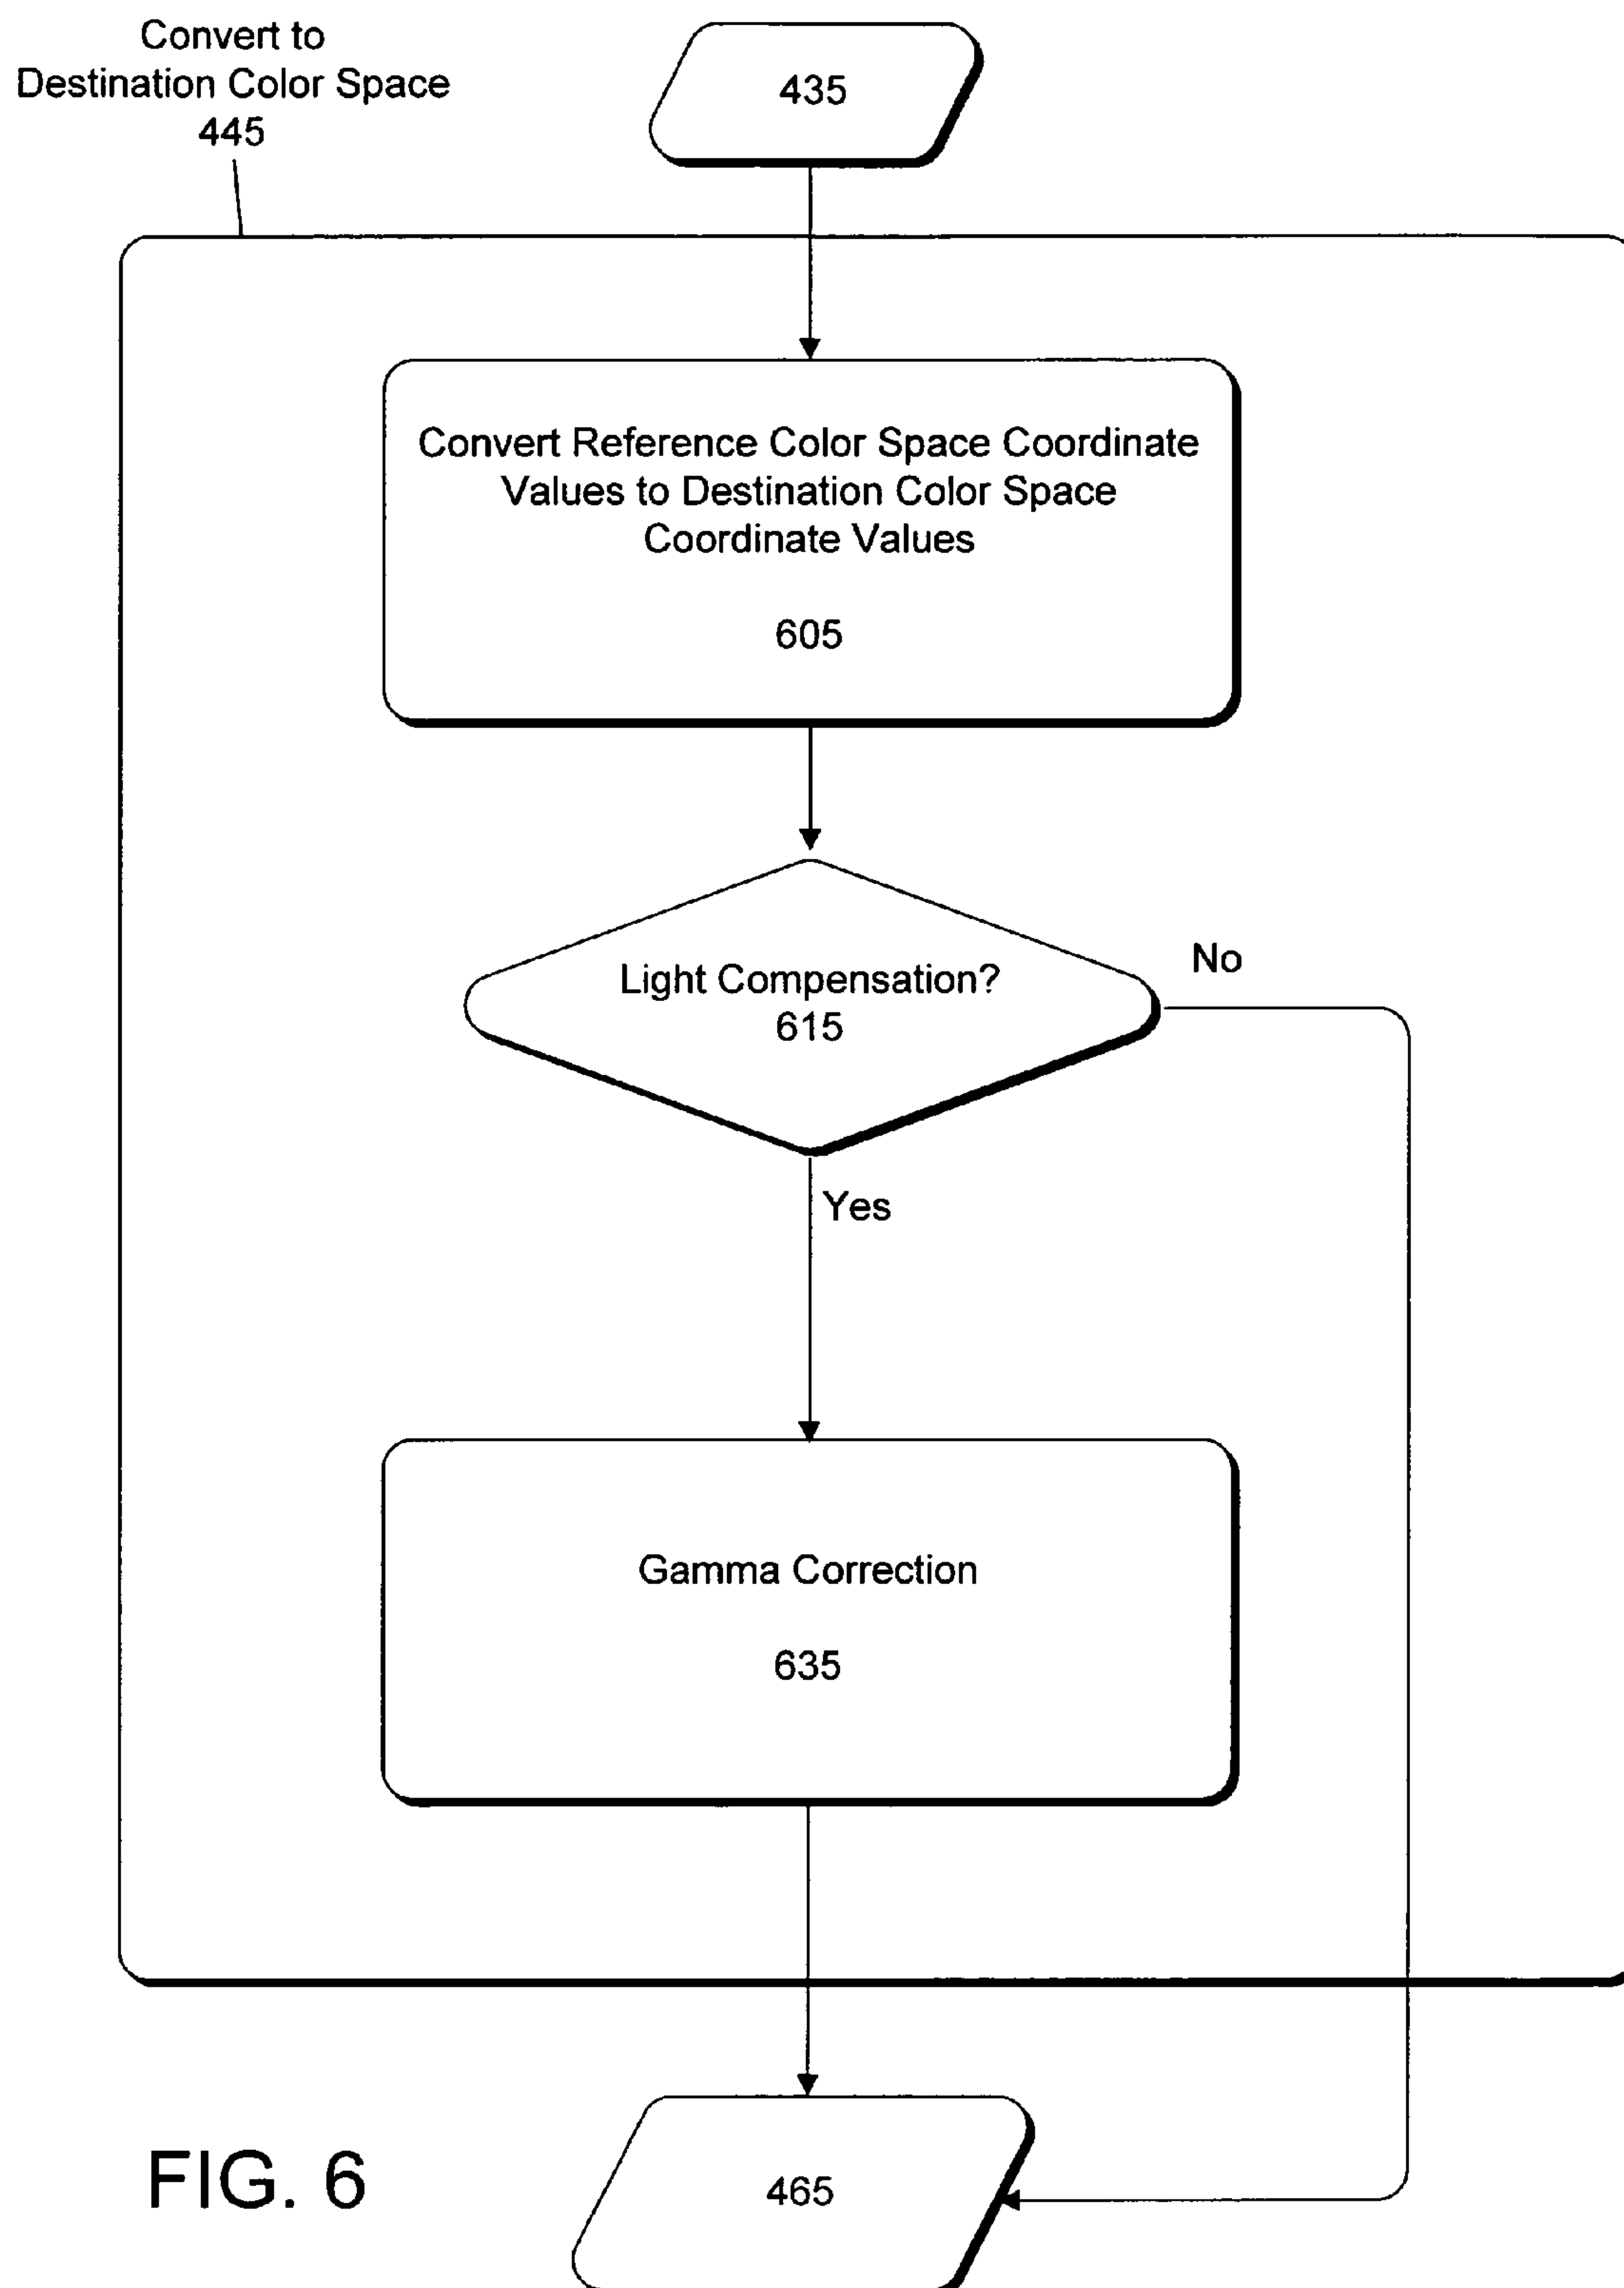 Convert to
Destination Color Space
445
435
Convert Reference Color Space Coordinate
Values to Destination Color Space
Coordinate Values
605
Light Compensation?
615
No
Yes
Gamma Correction
635
465
FIG. 6